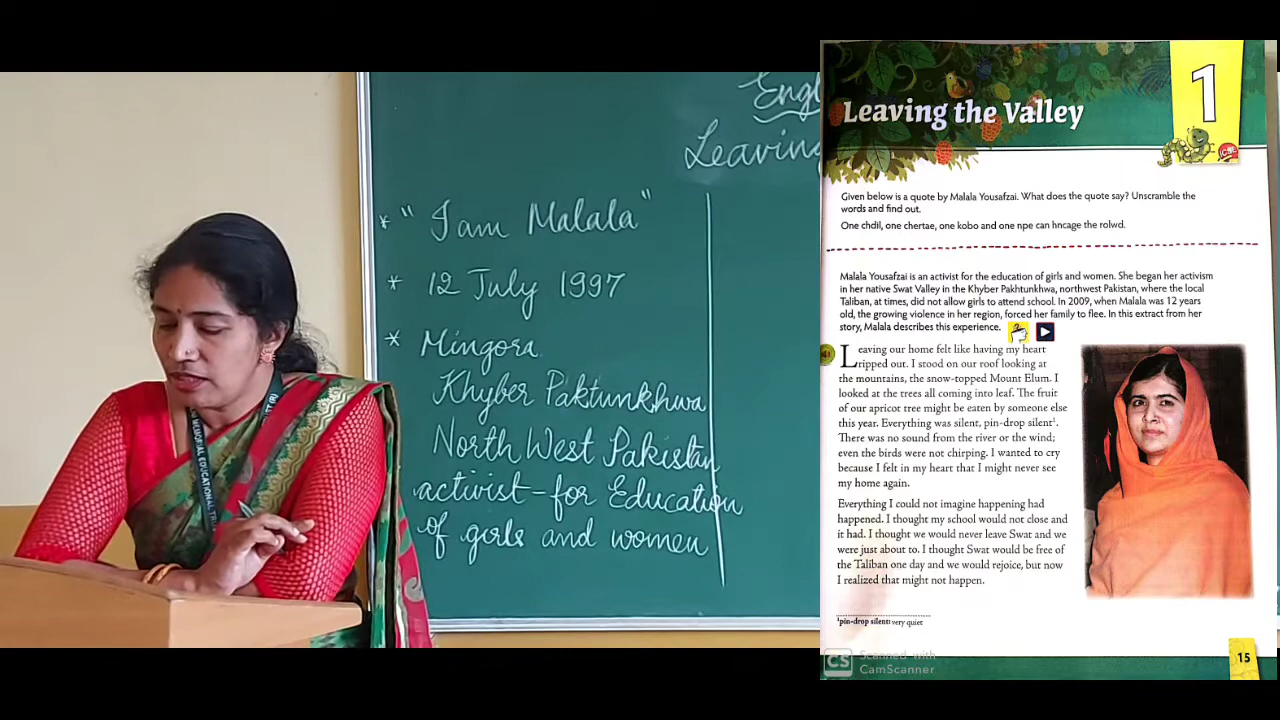 Engl
Leaving
* "I am Malala"
* 12 July 1997
* Mingora
Khyber Paktunkhwa
North West Pakistan
activist - for Education
of girls and women
MEMORIAL EDUCATIONAL
1
Leaving the Valley
ICSE
Given below is a quote by Malala Yousafzai. What does the quote say? Unscramble the
words and find out.
One chdil, one chertae, one kobo and one npe can hncage the rolwd.
Malala Yousafzai is an activist for the education of girls and women. She began her activism
in her native Swat Valley in the Khyber Pakhtunkhwa, northwest Pakistan, where the local
Taliban, at times, did not allow girls to attend school. In 2009, when Malala was 12 years
old, the growing violence in her region, forced her family to flee. In this extract from her
story, Malala describes this experience.
Leaving our home felt like having my heart
ripped out. I stood on our roof looking at
the mountains, the snow-topped Mount Elum. I
looked at the trees all coming into leaf. The fruit
of our apricot tree might be eaten by someone else
this year. Everything was silent, pin-drop silent¹.
There was no sound from the river or the wind;
even the birds were not chirping. I wanted to cry
because I felt in my heart that I might never see
my home again.
Everything I could not imagine happening had
happened. I thought my school would not close and
it had. I thought we would never leave Swat and we
were just about to. I thought Swat would be free of
the Taliban one day and we would rejoice, but now
I realized that might not happen.
¹pin-drop silent: very quiet
15
CS Scanned with
CamScanner